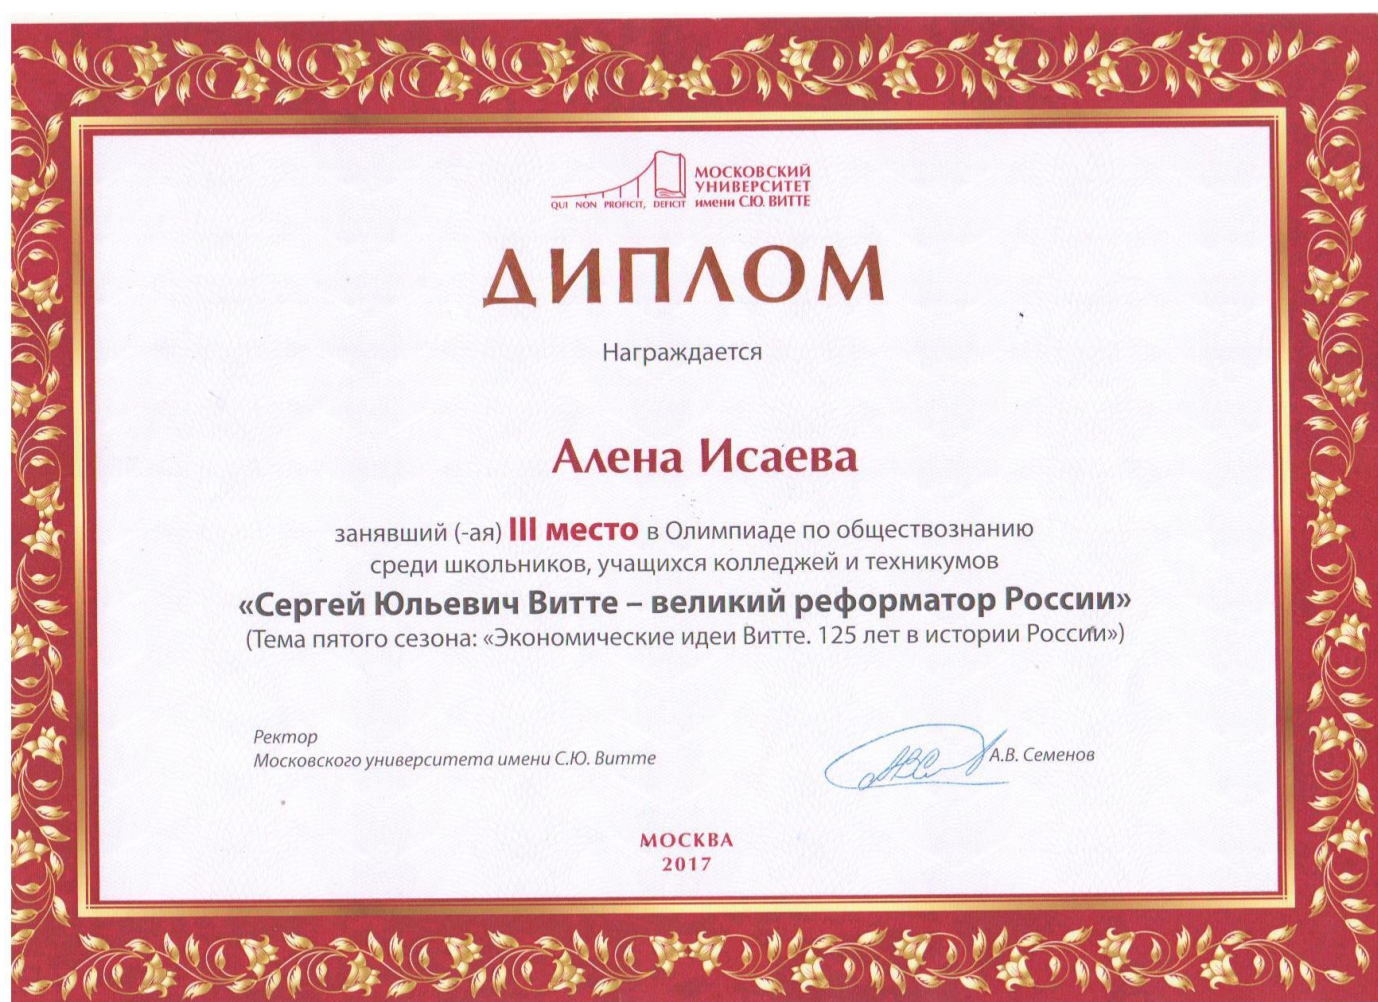 МОСКОВСКИЙ
УНИВЕРСИТЕТ
имени С.Ю. ВИТТЕ
QUI NON PROFICIT, DEFICIT
ДИПЛОМ
Награждается
Алена Исаева
занявший (-ая) III место в Олимпиаде по обществознанию
среди школьников, учащихся колледжей и техникумов
«Сергей Юльевич Витте – великий реформатор России»
(Тема пятого сезона: «Экономические идеи Витте. 125 лет в истории России»)
Ректор
Московского университета имени С.Ю. Витте
А.В. Семенов
МОСКВА
2017